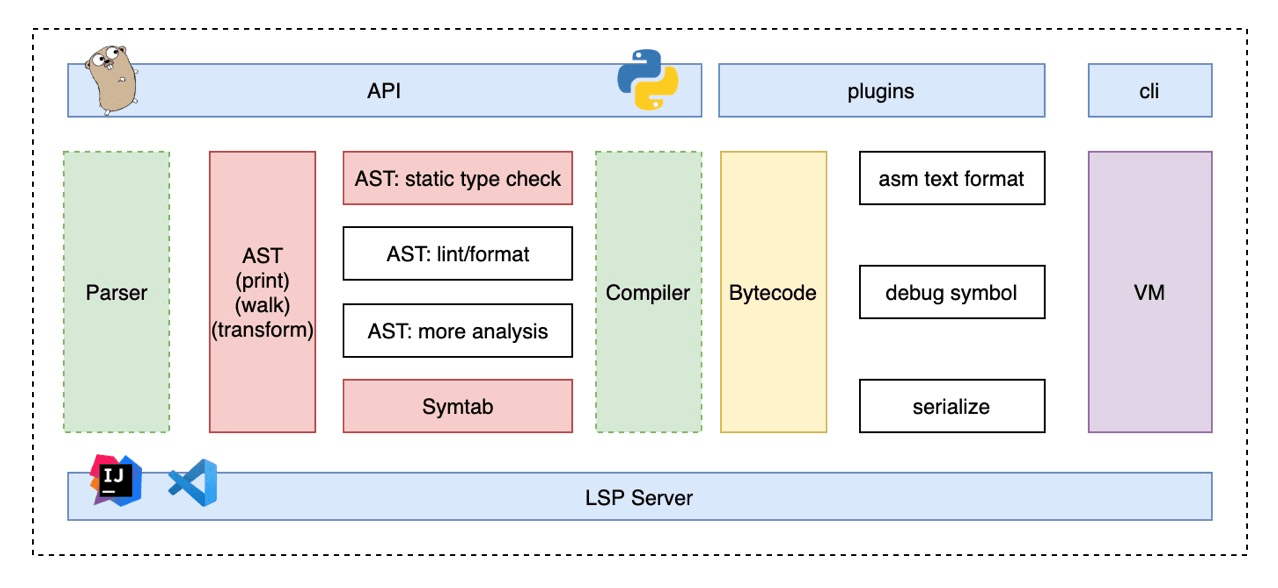 API
plugins
cli
Parser
AST
(print)
(walk)
(transform)
AST: static type check
AST: lint/format
AST: more analysis
Symtab
Compiler
Bytecode
asm text format
debug symbol
serialize
VM
IJ
LSP Server